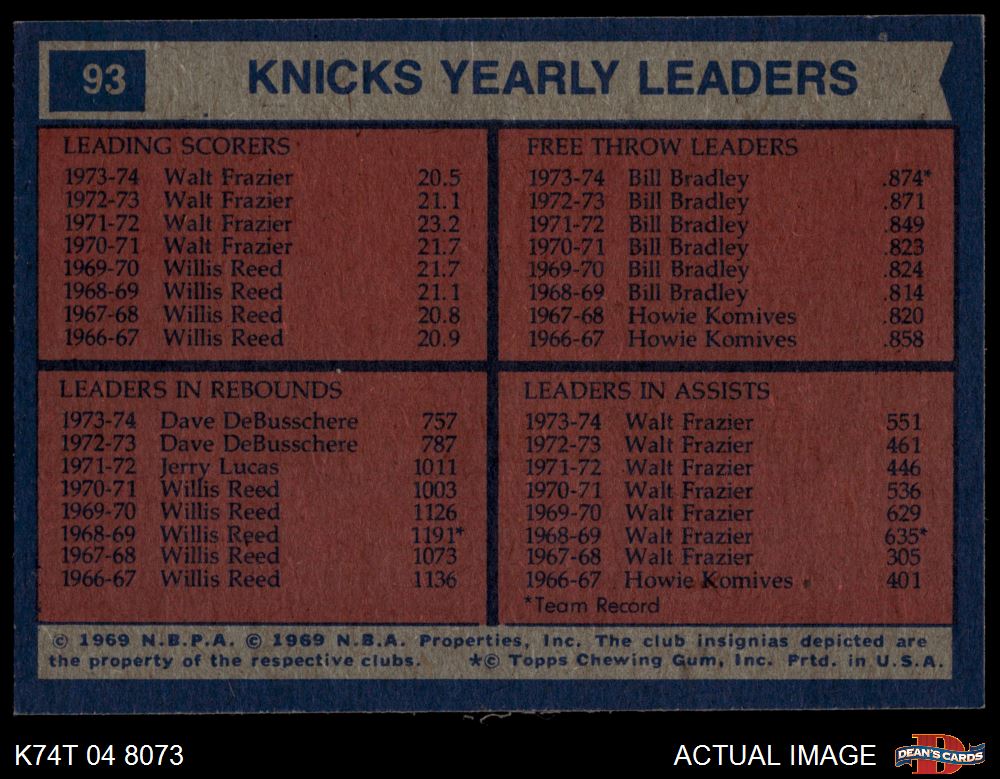 93 KNICKS YEARLY LEADERS
LEADING SCORERS
1973-74 Walt Frazier 20.5
1972-73 Walt Frazier 21.1
1971-72 Walt Frazier 23.2
1970-71 Walt Frazier 21.7
1969-70 Willis Reed 21.7
1968-69 Willis Reed 21.1
1967-68 Willis Reed 20.8
1966-67 Willis Reed 20.9
FREE THROW LEADERS
1973-74 Bill Bradley .874*
1972-73 Bill Bradley .871
1971-72 Bill Bradley .849
1970-71 Bill Bradley .823
1969-70 Bill Bradley .824
1968-69 Bill Bradley .814
1967-68 Howie Komives .820
1966-67 Howie Komives .858
LEADERS IN REBOUNDS
1973-74 Dave DeBusschere 757
1972-73 Dave DeBusschere 787
1971-72 Jerry Lucas 1011
1970-71 Willis Reed 1003
1969-70 Willis Reed 1126
1968-69 Willis Reed 1191*
1967-68 Willis Reed 1073
1966-67 Willis Reed 1136
LEADERS IN ASSISTS
1973-74 Walt Frazier 551
1972-73 Walt Frazier 461
1971-72 Walt Frazier 446
1970-71 Walt Frazier 536
1969-70 Walt Frazier 629
1968-69 Walt Frazier 635*
1967-68 Walt Frazier 305
1966-67 Howie Komives 401
*Team Record
© 1969 N.B.P.A. © 1969 N.B.A. Properties, Inc. The club insignias depicted are
the property of the respective clubs. *© Topps Chewing Gum, Inc. Prtd. in U.S.A.
K74T 04 8073 ACTUAL IMAGE D DEAN'S CARDS